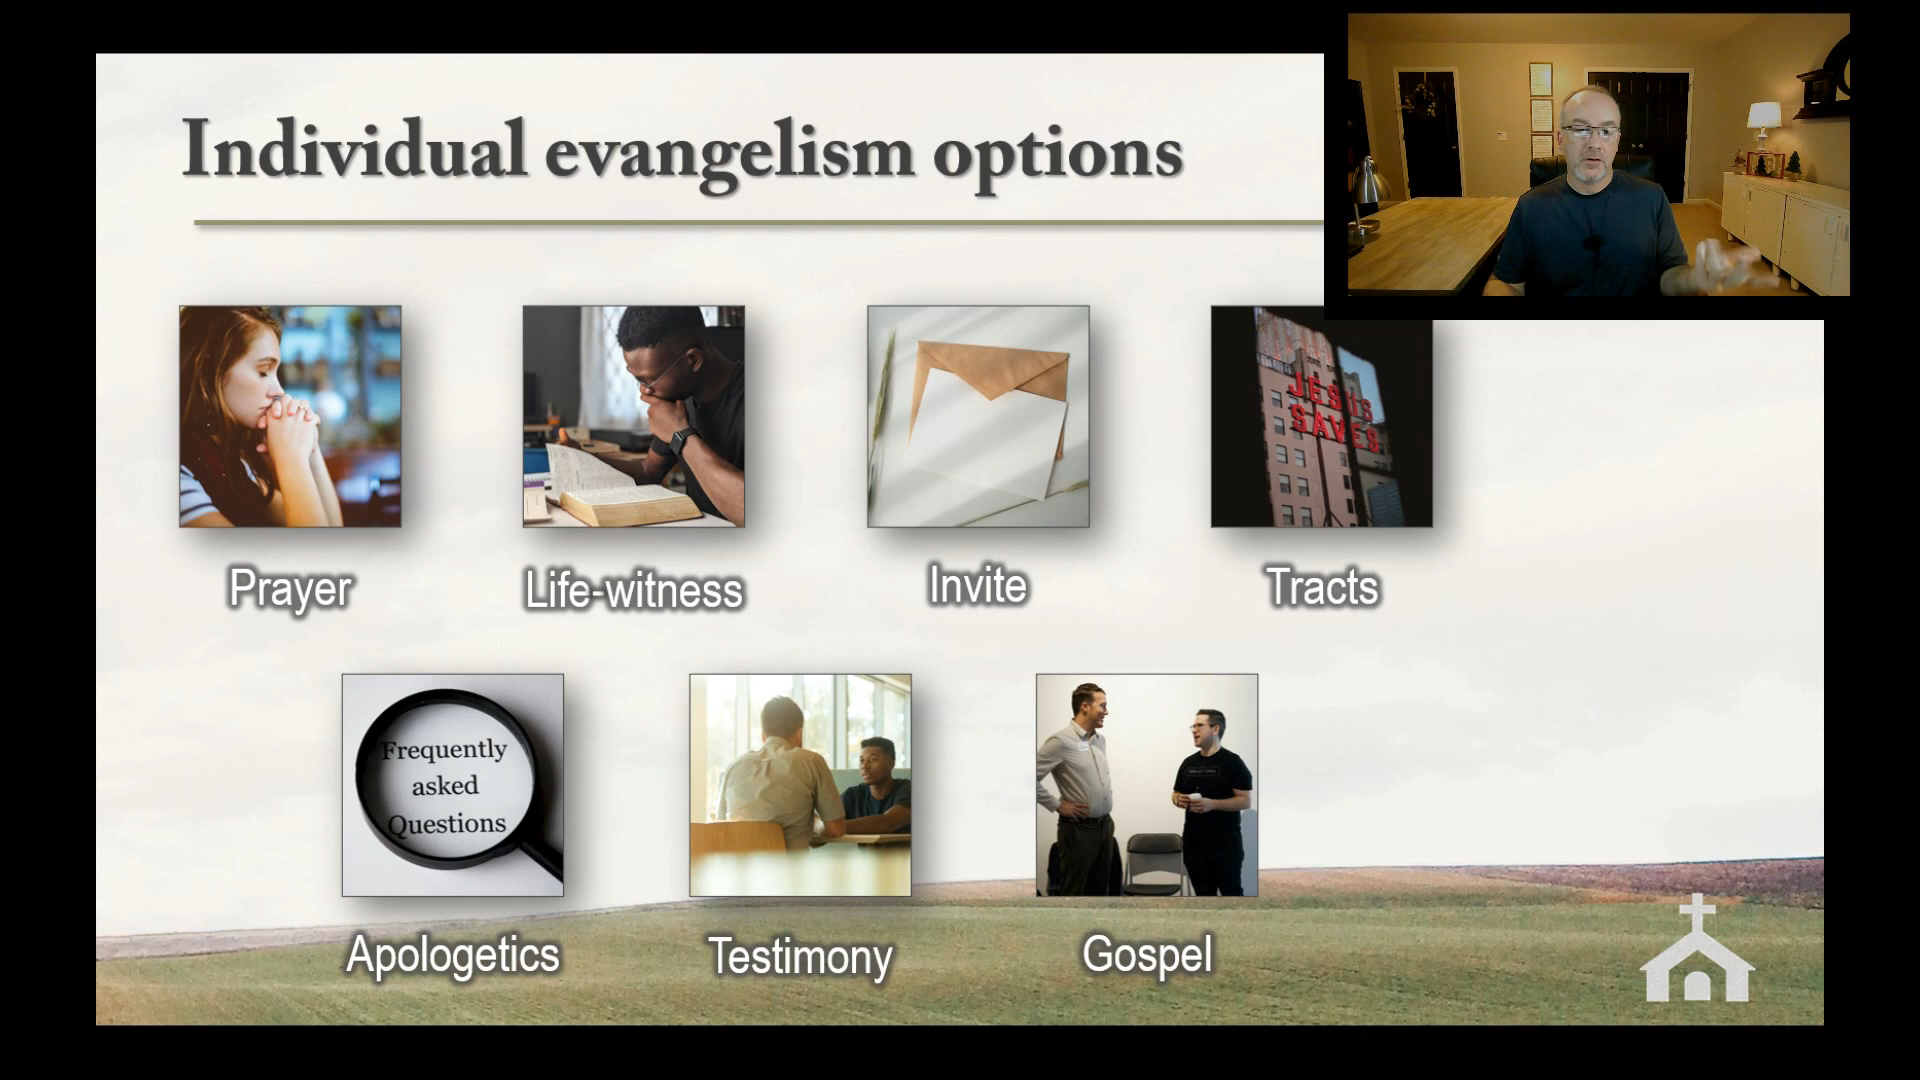 Individual evangelism options
JESUS
SAVES
Prayer
Life-witness
Invite
Tracts
Frequently
asked
Questions
Apologetics
Testimony
Gospel